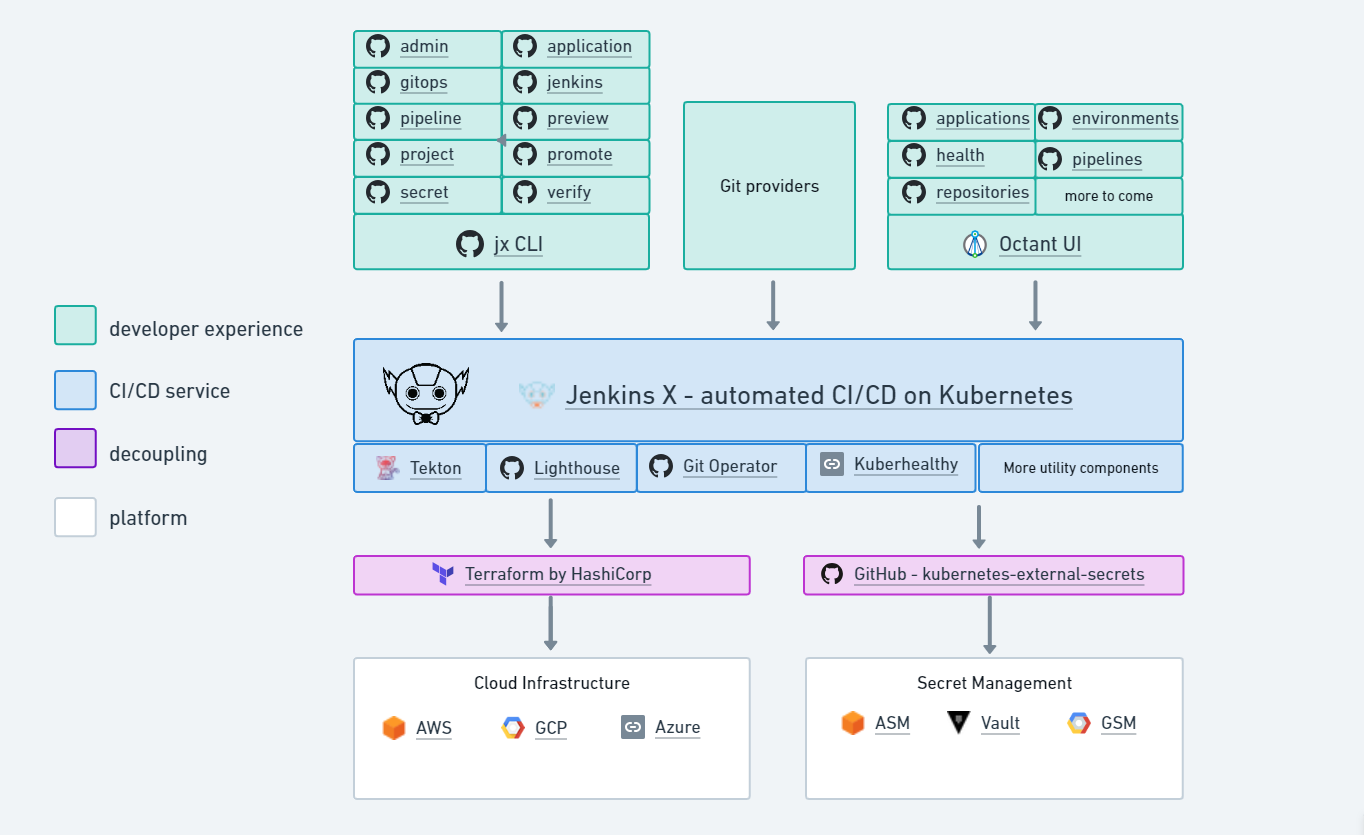 admin
application
gitops
jenkins
pipeline
preview
project
promote
secret
verify
jx CLI
Git providers
applications
environments
health
pipelines
repositories
more to come
Octant UI
developer experience
CI/CD service
decoupling
platform
Jenkins X - automated CI/CD on Kubernetes
Tekton
Lighthouse
Git Operator
Kuberhealthy
More utility components
Terraform by HashiCorp
GitHub - kubernetes-external-secrets
Cloud Infrastructure
AWS
GCP
Azure
Secret Management
ASM
Vault
GSM